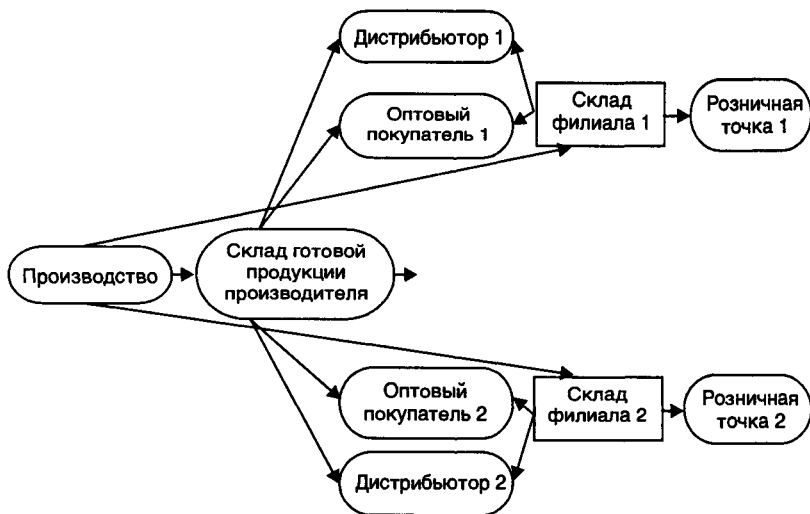 Дистрибьютор 1
Оптовый
покупатель 1
Склад
филиала 1
Розничная
точка 1
Производство
Склад готовой
продукции
производителя
Оптовый
покупатель 2
Склад
филиала 2
Розничная
точка 2
Дистрибьютор 2